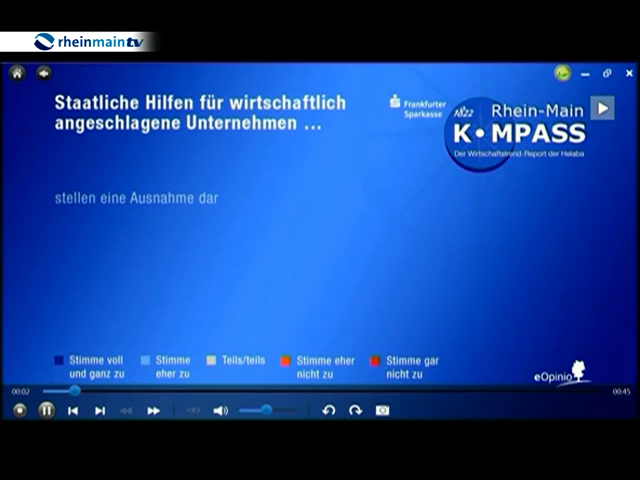 rheinmaintv
Staatliche Hilfen für wirtschaftlich
angeschlagene Unternehmen ...
Frankfurter
Sparkasse
1822
Rhein-Main
K•MPASS
Der Wirtschaftstrend-Report der Helaba
stellen eine Ausnahme dar
Stimme voll
und ganz zu
Stimme
eher zu
Teils/teils
Stimme eher
nicht zu
Stimme gar
nicht zu
eOpinio
00:02
00:45